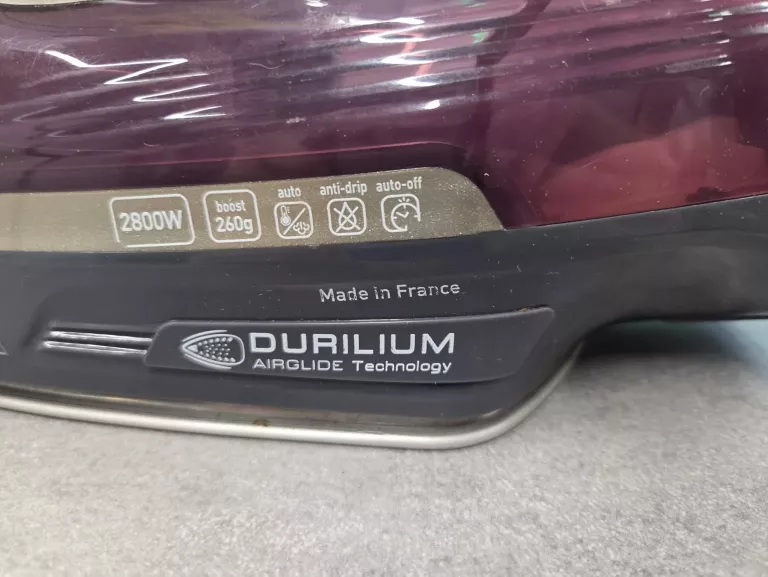 2800W
boost
260g
auto
anti-drip
auto-off
Made in France
DURILIUM
AIRGLIDE Technology